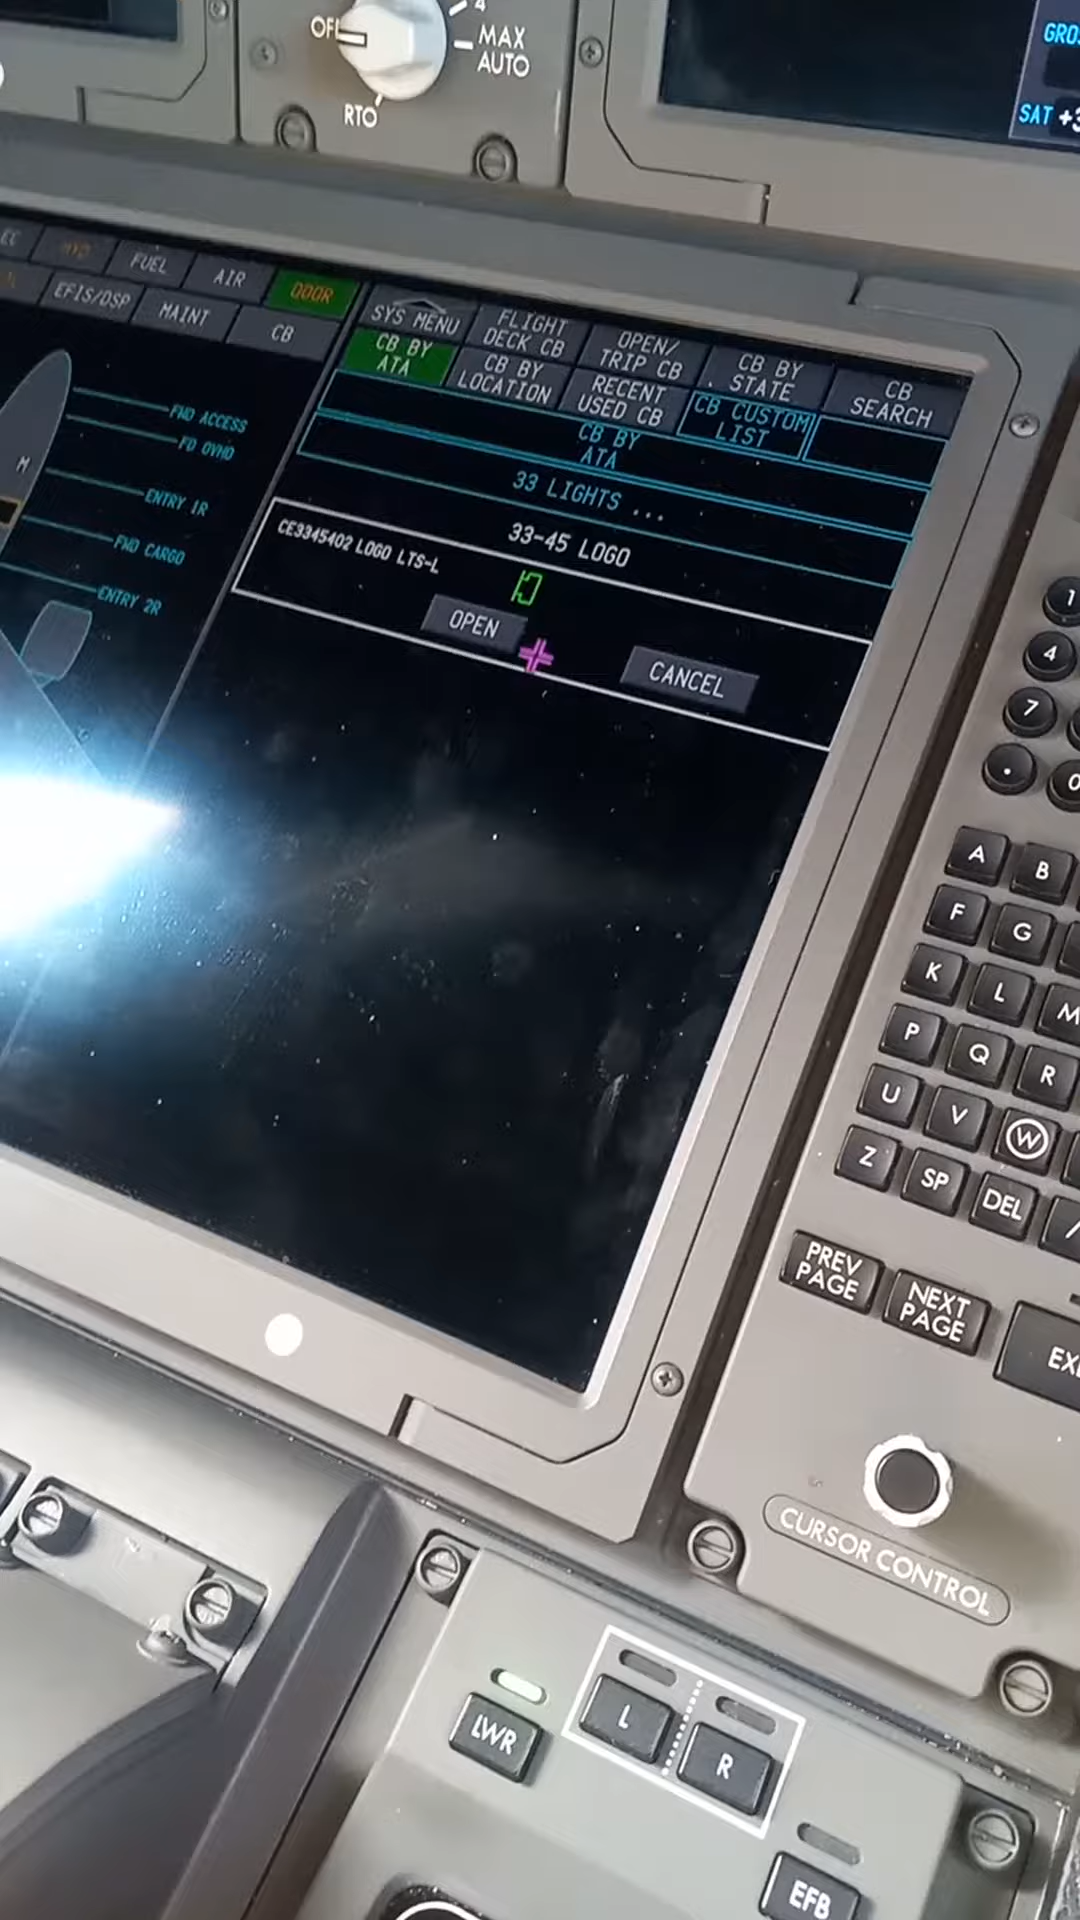 OFF
4
MAX
AUTO
RTO
SAT +3
FUEL
AIR
DOOR
EFIS/DSP
MAINT
CB
SYS MENU
FLIGHT
DECK CB
OPEN/
TRIP CB
CB BY
STATE
CB
SEARCH
CB BY
ATA
CB BY
LOCATION
RECENT
USED CB
CB CUSTOM
LIST
CB BY
ATA
33 LIGHTS ...
33-45 LOGO
CE3345402 LOGO LTS-L
OPEN
CANCEL
FWD ACCESS
FD OVHD
ENTRY 1R
FWD CARGO
ENTRY 2R
M
1
4
7
.
0
A B
F G
K L M
P Q R
U V W
Z SP DEL /
PREV
PAGE
NEXT
PAGE
CURSOR CONTROL
LWR
L
R
EFB